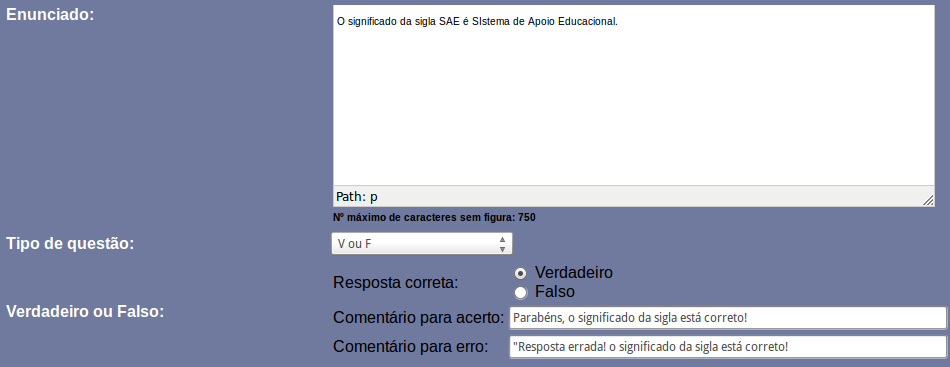 Enunciado:
O significado da sigla SAE é SIstema de Apoio Educacional.
Path: p
Nº máximo de caracteres sem figura: 750
Tipo de questão:
V ou F
Resposta correta:
Verdadeiro
Falso
Verdadeiro ou Falso:
Comentário para acerto:
Parabéns, o significado da sigla está correto!
Comentário para erro:
"Resposta errada! o significado da sigla está correto!